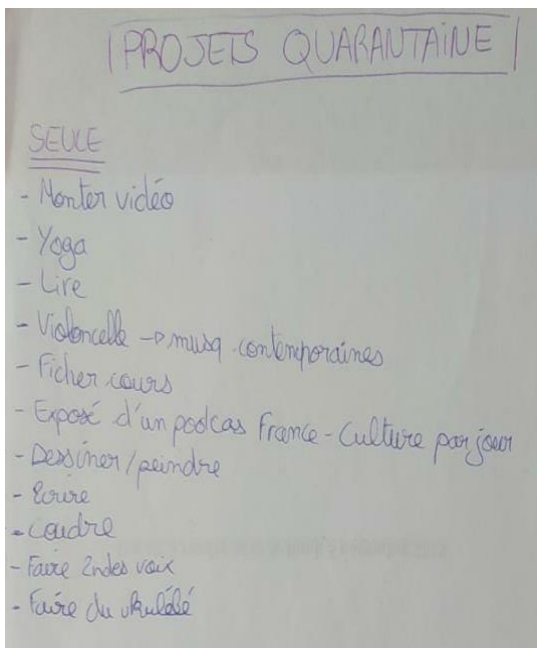 PROJETS QUARANTAINE
SEULE
- Monter vidéo
- Yoga
- Lire
- Violoncelle → musq contemporaines
- Ficher cours
- Exposé d'un podcas France-Culture par jour
- Dessiner/peindre
- Ecrire
- Coudre
- Faire 2ndes voix
- Faire du ukulélé